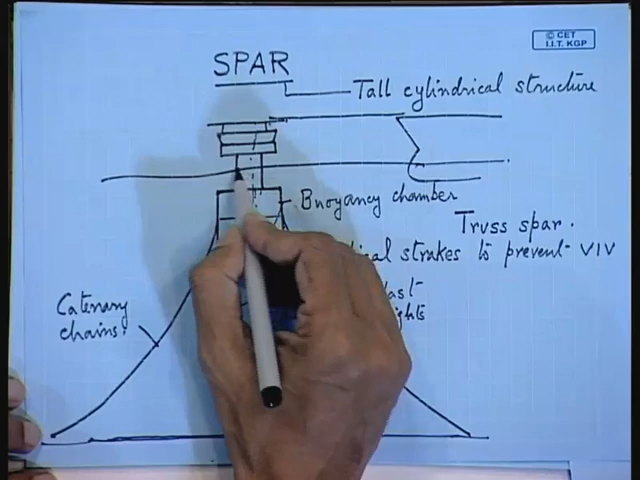 © CET
I.I.T. KGP
SPAR
Tall cylindrical structure
Buoyancy chamber
Truss spar.
strakes to prevent VIV
Catenary
chains.